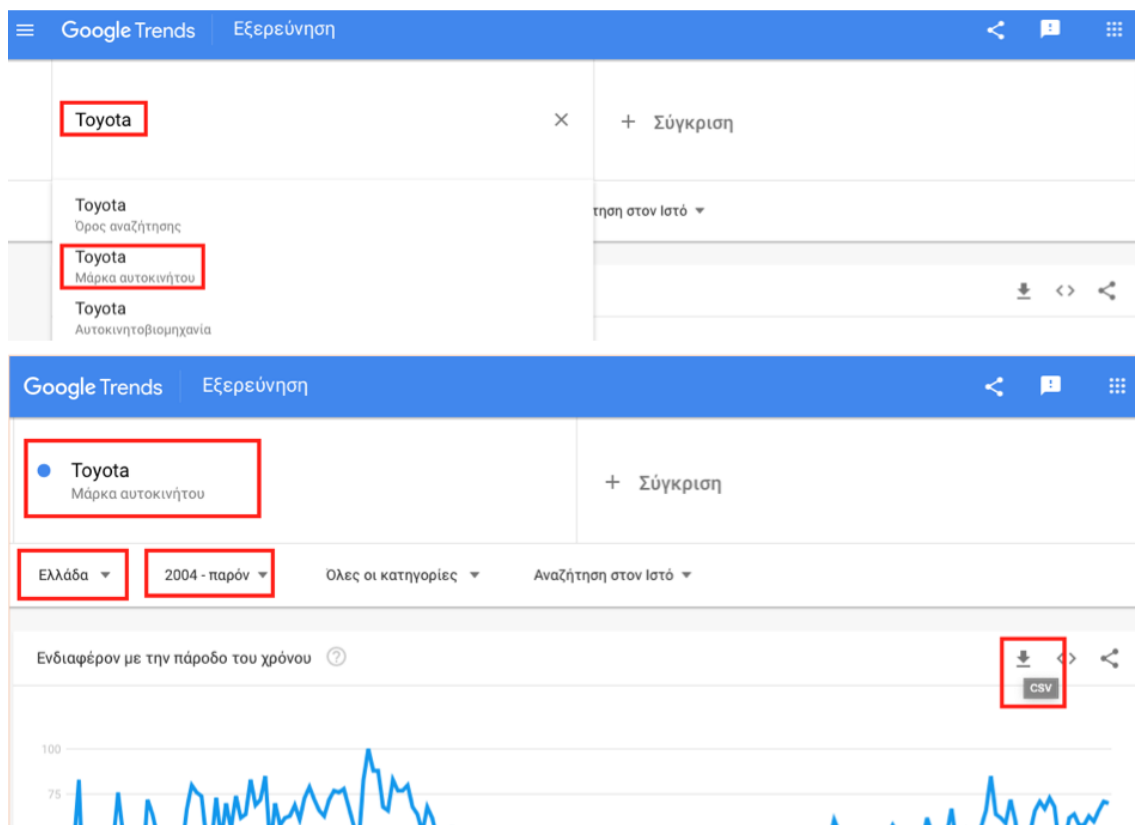 Google Trends Εξερεύνηση
Toyota
+ Σύγκριση
Toyota
Όρος αναζήτησης
τηση στον Ιστό
Toyota
Μάρκα αυτοκινήτου
Toyota
Αυτοκινητοβιομηχανία
Google Trends Εξερεύνηση
Toyota
Μάρκα αυτοκινήτου
+ Σύγκριση
Ελλάδα 2004 - παρόν Όλες οι κατηγορίες Αναζήτηση στον Ιστό
Ενδιαφέρον με την πάροδο του χρόνου
CSV
100
75